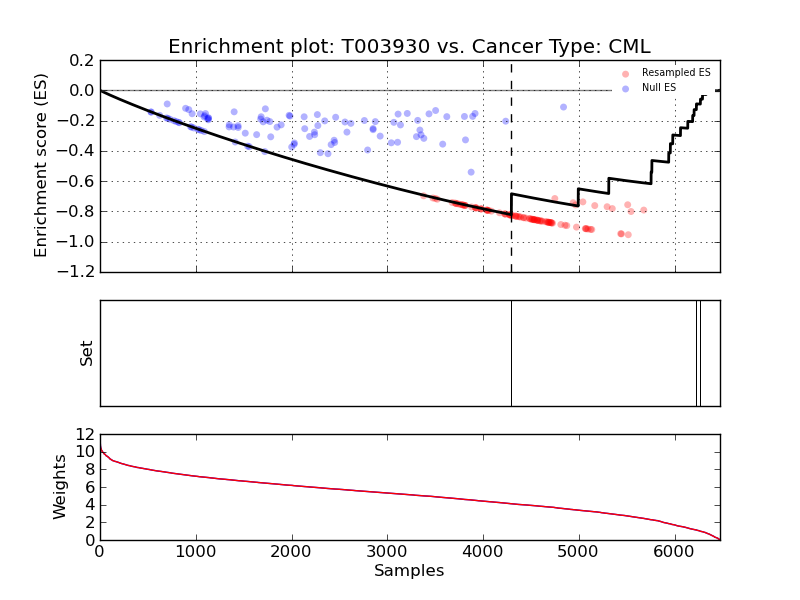 Enrichment plot: T003930 vs. Cancer Type: CML
Enrichment score (ES)
0.2
0.0
−0.2
−0.4
−0.6
−0.8
−1.0
−1.2
Resampled ES
Null ES
Set
Weights
12
10
8
6
4
2
0
0 1000 2000 3000 4000 5000 6000
Samples